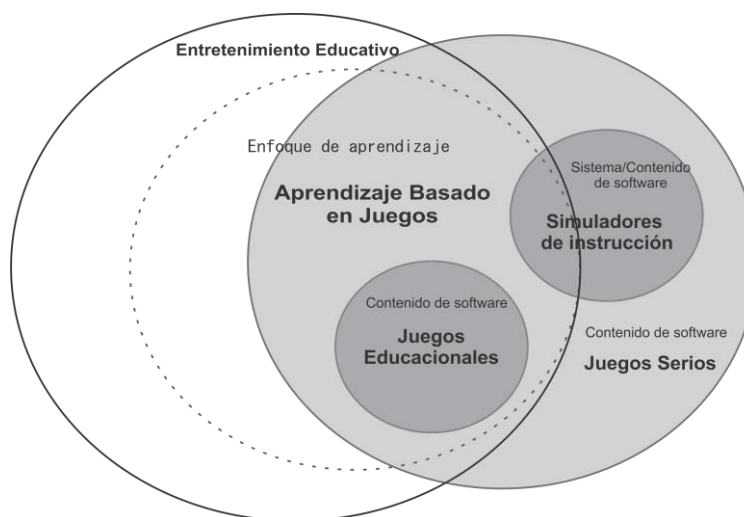 Entretenimiento Educativo
Enfoque de aprendizaje
Aprendizaje Basado
en Juegos
Sistema/Contenido
de software
Simuladores
de instrucción
Contenido de software
Juegos
Educacionales
Contenido de software
Juegos Serios